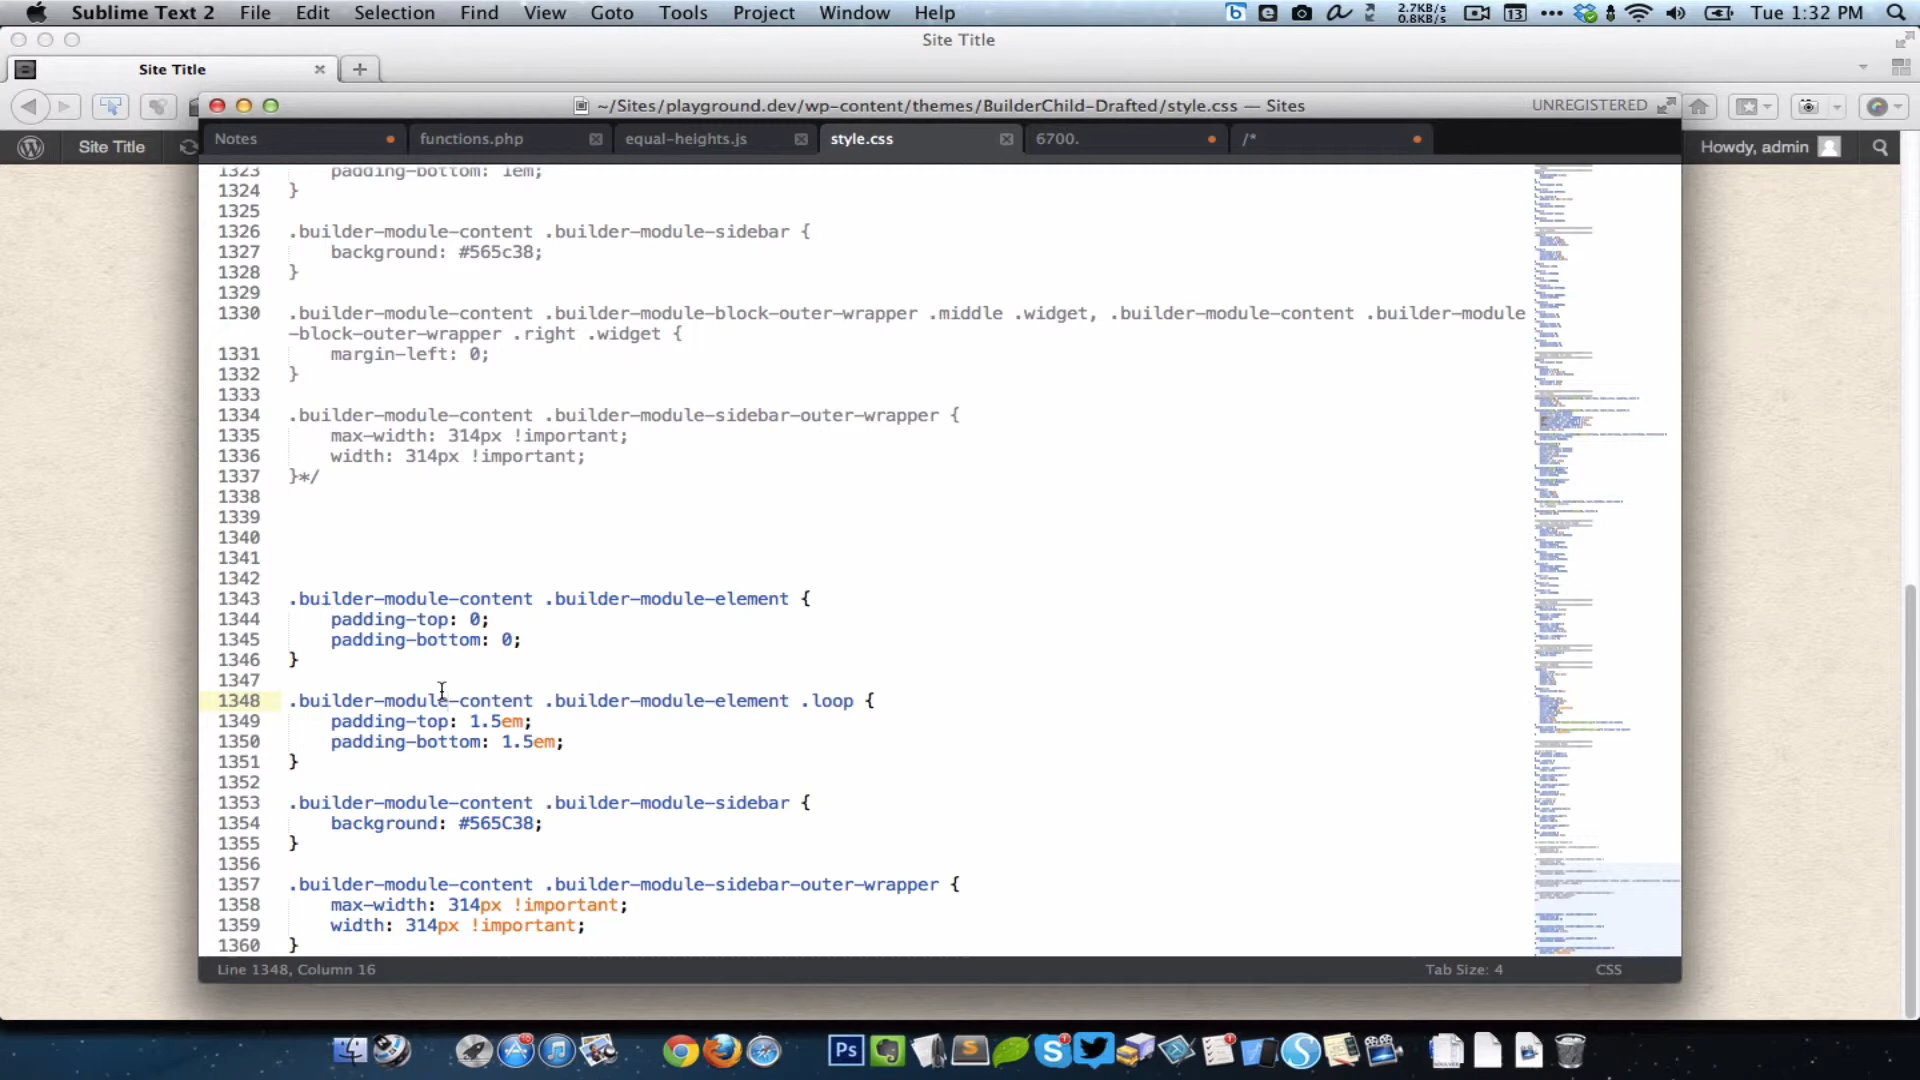 Sublime Text 2 File Edit Selection Find View Goto Tools Project Window Help 2.7KB/s 0.8KB/s 13 Tue 1:32 PM
Site Title
Site Title
~/Sites/playground.dev/wp-content/themes/BuilderChild-Drafted/style.css — Sites UNREGISTERED
Notes functions.php equal-heights.js style.css 6700. /*
Site Title Howdy, admin
1323 padding-bottom: 1em;
1324 }
1325
1326 .builder-module-content .builder-module-sidebar {
1327 background: #565c38;
1328 }
1329
1330 .builder-module-content .builder-module-block-outer-wrapper .middle .widget, .builder-module-content .builder-module
-block-outer-wrapper .right .widget {
1331 margin-left: 0;
1332 }
1333
1334 .builder-module-content .builder-module-sidebar-outer-wrapper {
1335 max-width: 314px !important;
1336 width: 314px !important;
1337 }*/
1338
1339
1340
1341
1342
1343 .builder-module-content .builder-module-element {
1344 padding-top: 0;
1345 padding-bottom: 0;
1346 }
1347
1348 .builder-module-content .builder-module-element .loop {
1349 padding-top: 1.5em;
1350 padding-bottom: 1.5em;
1351 }
1352
1353 .builder-module-content .builder-module-sidebar {
1354 background: #565C38;
1355 }
1356
1357 .builder-module-content .builder-module-sidebar-outer-wrapper {
1358 max-width: 314px !important;
1359 width: 314px !important;
1360 }
Line 1348, Column 16 Tab Size: 4 CSS
Ps